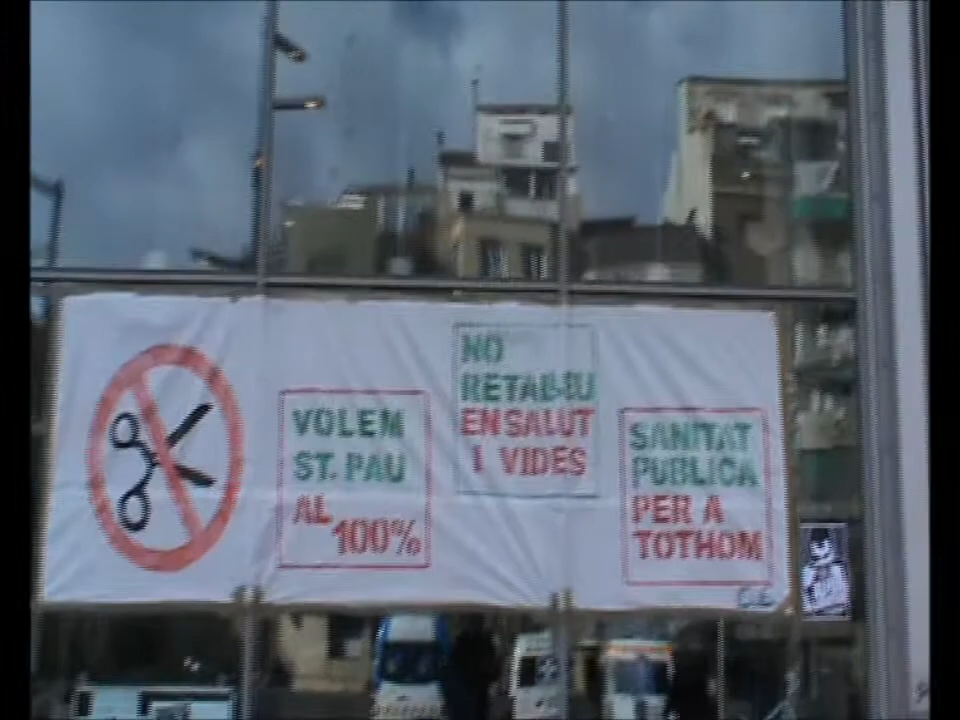 VOLEM
ST. PAU
AL 100%
NO
RETALLEU
EN SALUT
I VIDES
SANITAT
PUBLICA
PER A
TOTHOM